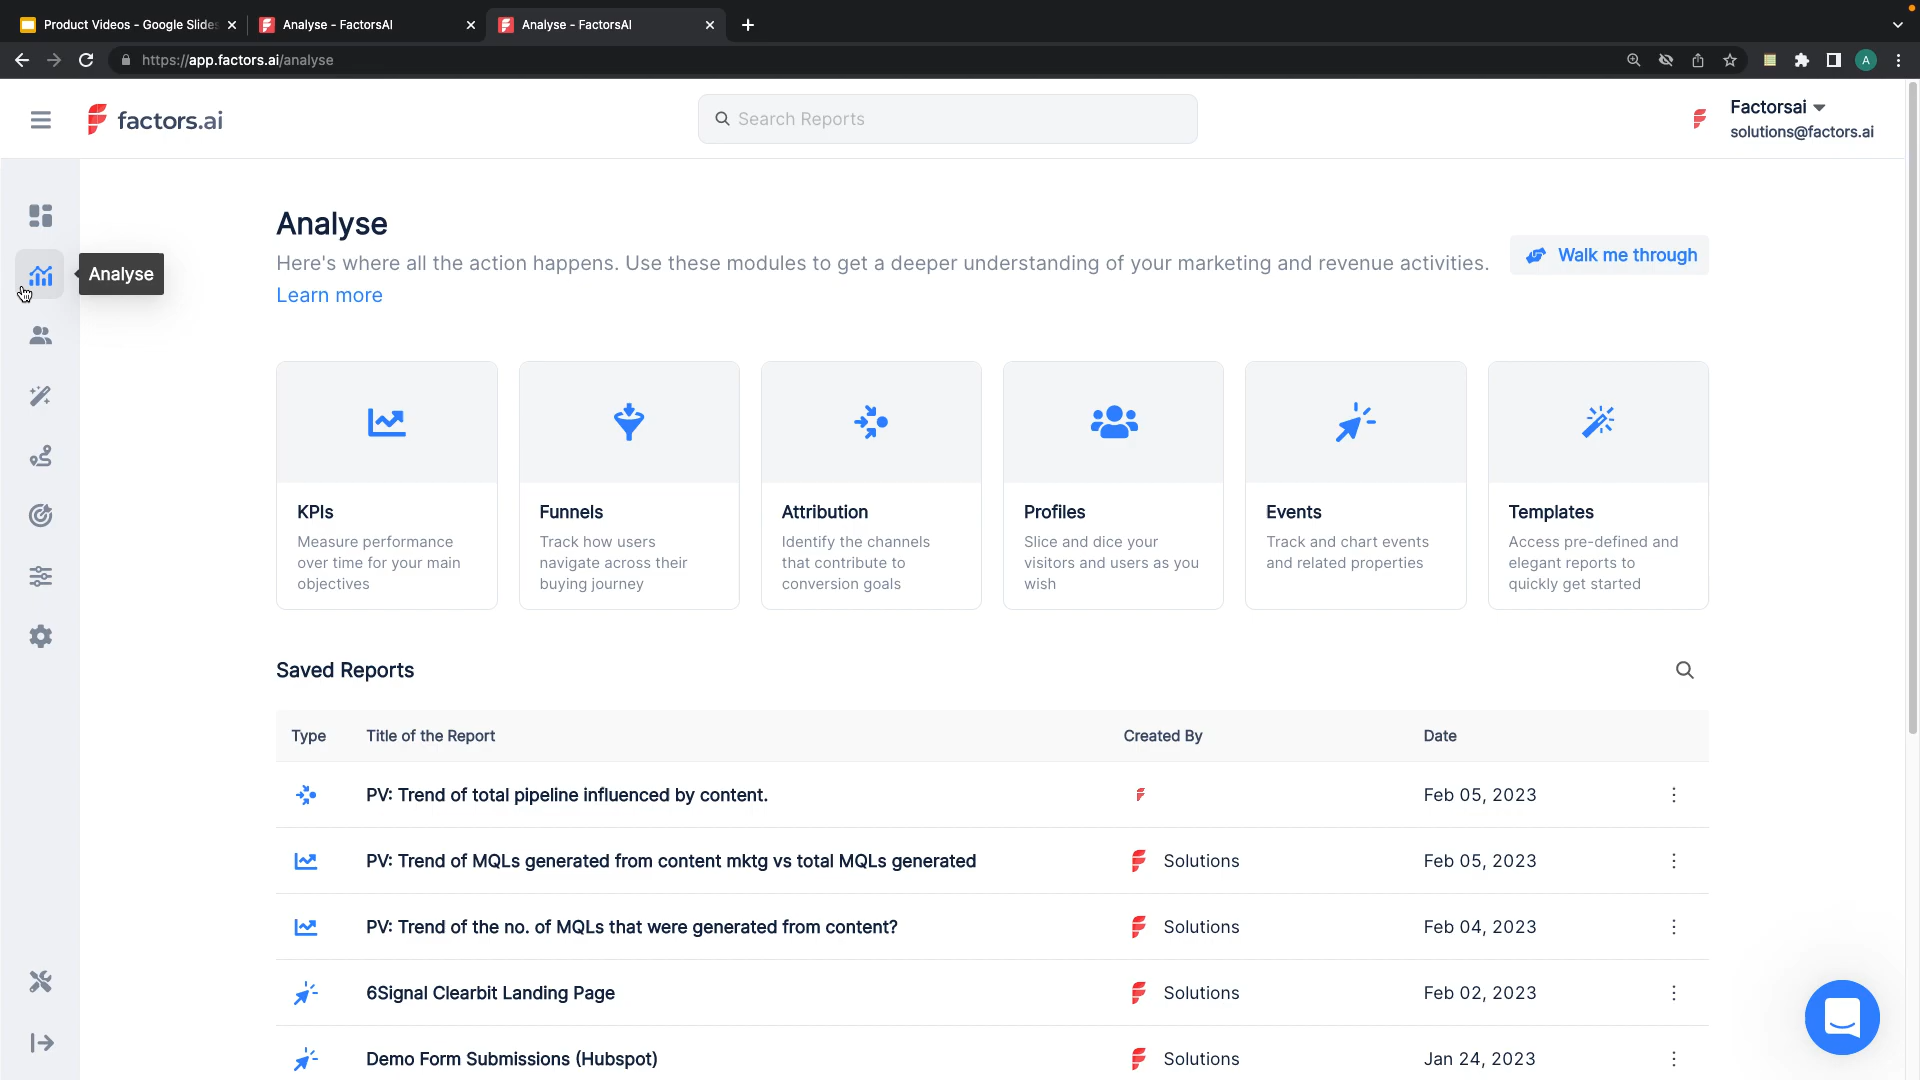 Product Videos - Google Slides
Analyse - FactorsAI
Analyse - FactorsAI
https://app.factors.ai/analyse
A
factors.ai
Search Reports
Factorsai
solutions@factors.ai
Analyse
Analyse
Here's where all the action happens. Use these modules to get a deeper understanding of your marketing and revenue activities.
Learn more
Walk me through
KPIs
Measure performance
over time for your main
objectives
Funnels
Track how users
navigate across their
buying journey
Attribution
Identify the channels
that contribute to
conversion goals
Profiles
Slice and dice your
visitors and users as you
wish
Events
Track and chart events
and related properties
Templates
Access pre-defined and
elegant reports to
quickly get started
Saved Reports
Type Title of the Report Created By Date
PV: Trend of total pipeline influenced by content. Feb 05, 2023
PV: Trend of MQLs generated from content mktg vs total MQLs generated Solutions Feb 05, 2023
PV: Trend of the no. of MQLs that were generated from content? Solutions Feb 04, 2023
6Signal Clearbit Landing Page Solutions Feb 02, 2023
Demo Form Submissions (Hubspot) Solutions Jan 24, 2023